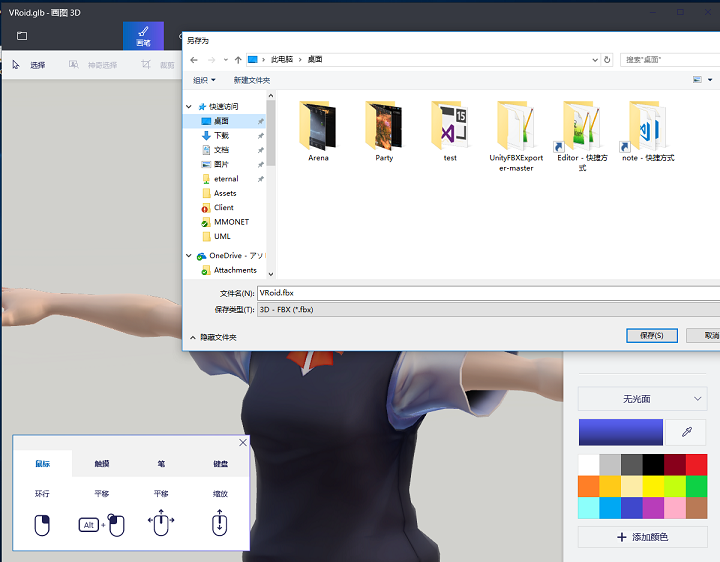 VRoid.glb - 画图 3D
画笔
选择
神奇选择
裁剪
另存为
此电脑
桌面
搜索"桌面"
组织
新建文件夹
快速访问
桌面
下载
文档
图片
eternal
Assets
Client
MMONET
UML
OneDrive - アソ
Attachments
Arena
Party
15
test
UnityFBXExpor
ter-master
Editor - 快捷方
式
note - 快捷方式
文件名(N):
VRoid.fbx
保存类型(T):
3D - FBX (*.fbx)
隐藏文件夹
保存(S)
取消
无光面
添加颜色
鼠标
触摸
笔
键盘
环行
平移
平移
缩放
Alt
+